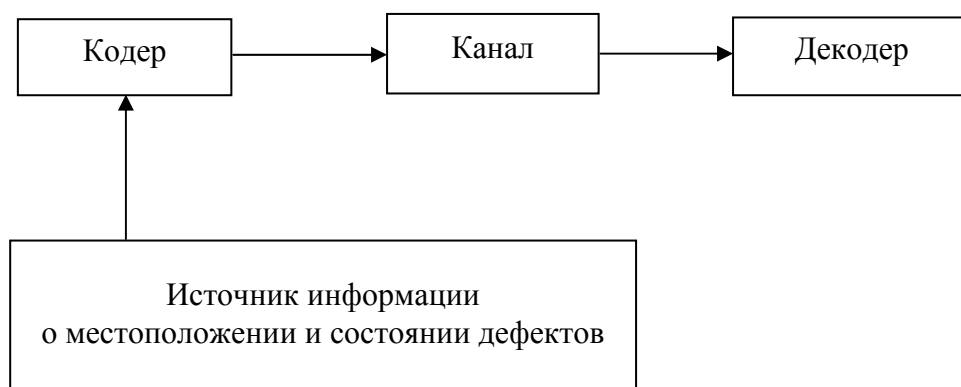 Кодер
Канал
Декодер
Источник информации
о местоположении и состоянии дефектов